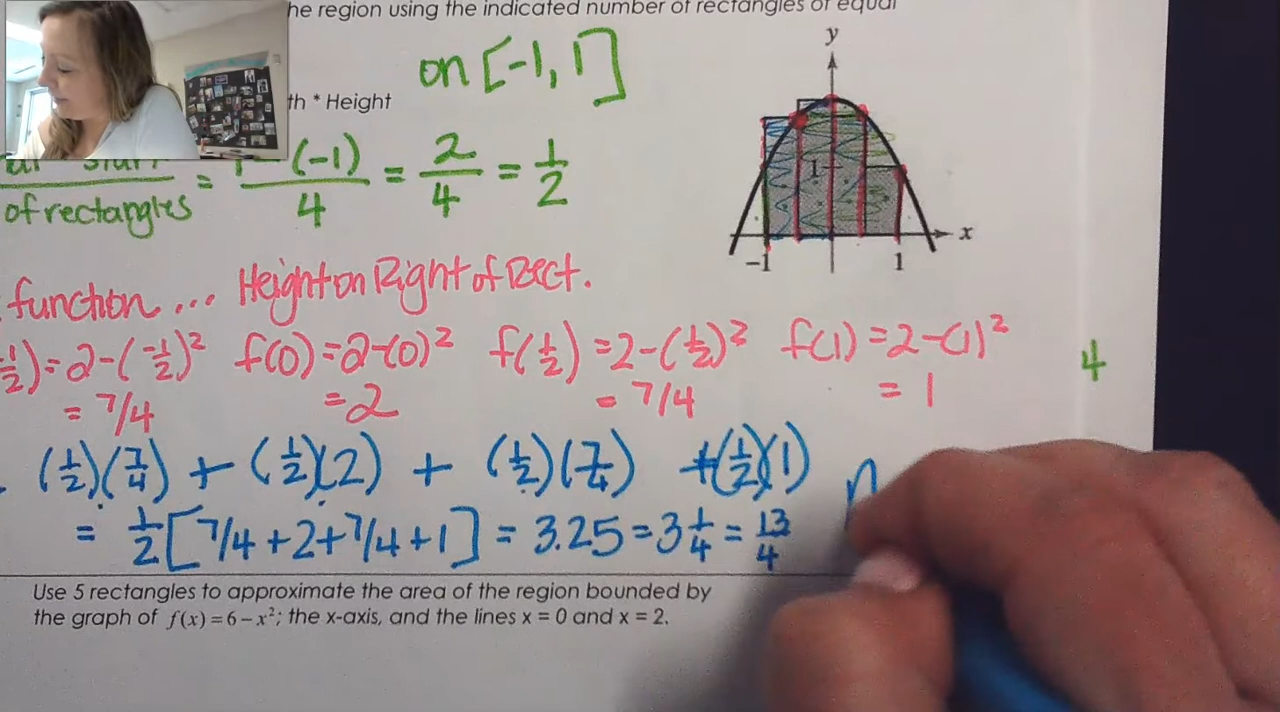 he region using the indicated number of rectangles of equal
on [-1, 1]
th * Height
of rectangles = (-1) / 4 = 2/4 = 1/2
y
1
x
-1
1
function... Height on Right of Rect.
1/2) = 2-(-1/2)² f(0)=2-(0)² f(1/2) = 2-(1/2)² f(1) = 2-(1)²
= 7/4 = 2 = 7/4 = 1
4
(1/2)(7/4) + (1/2)(2) + (1/2)(7/4) + (1/2)(1)
= 1/2 [7/4 + 2 + 7/4 + 1] = 3.25 = 3 1/4 = 13/4
Use 5 rectangles to approximate the area of the region bounded by
the graph of f(x) = 6 – x²; the x-axis, and the lines x = 0 and x = 2.